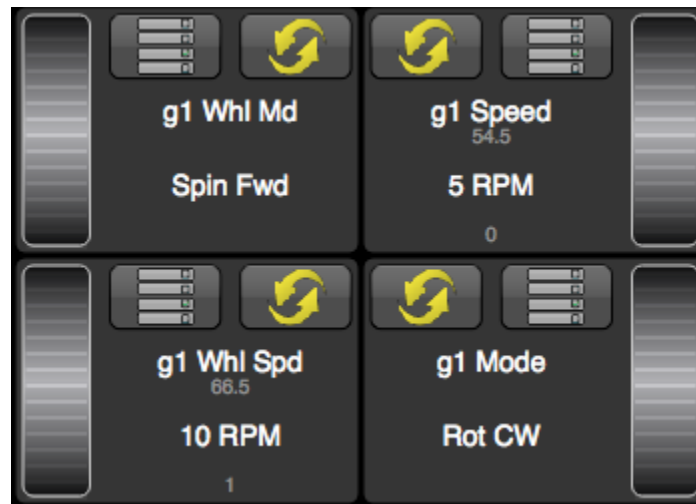 g1 Whl Md
Spin Fwd
g1 Speed
54.5
5 RPM
0
g1 Whl Spd
66.5
10 RPM
1
g1 Mode
Rot CW